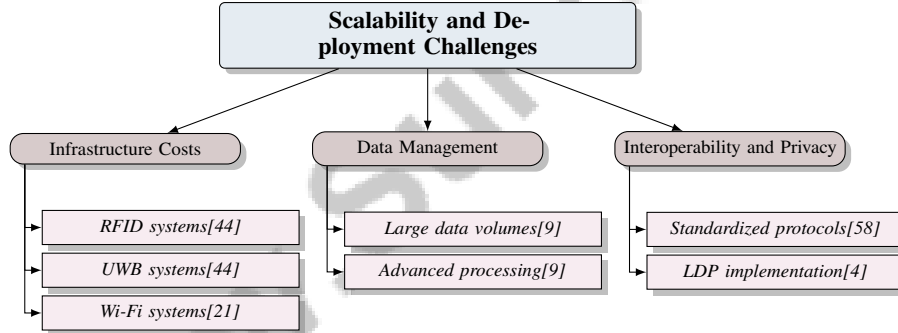 Scalability and De-
ployment Challenges
Infrastructure Costs
Data Management
Interoperability and Privacy
RFID systems[44]
UWB systems[44]
Wi-Fi systems[21]
Large data volumes[9]
Advanced processing[9]
Standardized protocols[58]
LDP implementation[4]